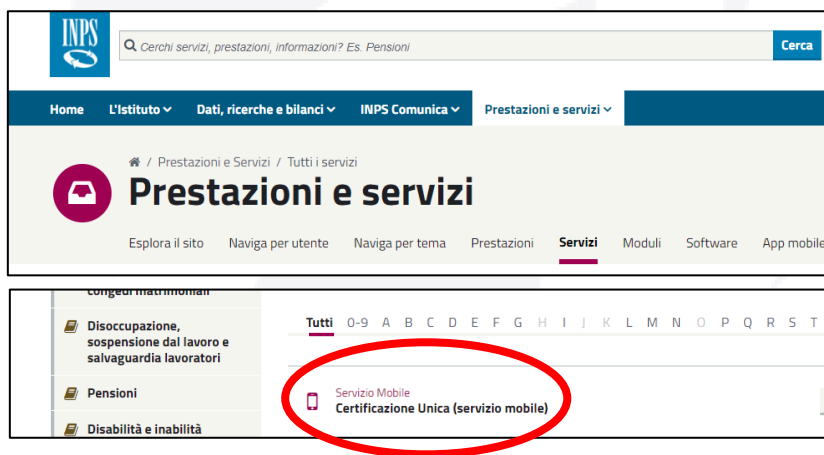 INPS
Cerchi servizi, prestazioni, informazioni? Es. Pensioni
Cerca
Home L'Istituto Dati, ricerche e bilanci INPS Comunica Prestazioni e servizi
/ Prestazioni e Servizi / Tutti i servizi
Prestazioni e servizi
Esplora il sito Naviga per utente Naviga per tema Prestazioni Servizi Moduli Software App mobile
congedi matrimoniali
Disoccupazione,
sospensione dal lavoro e
salvaguardia lavoratori
Pensioni
Disabilità e inabilità
Tutti 0-9 A B C D E F G H I J K L M N O P Q R S T
Servizio Mobile
Certificazione Unica (servizio mobile)